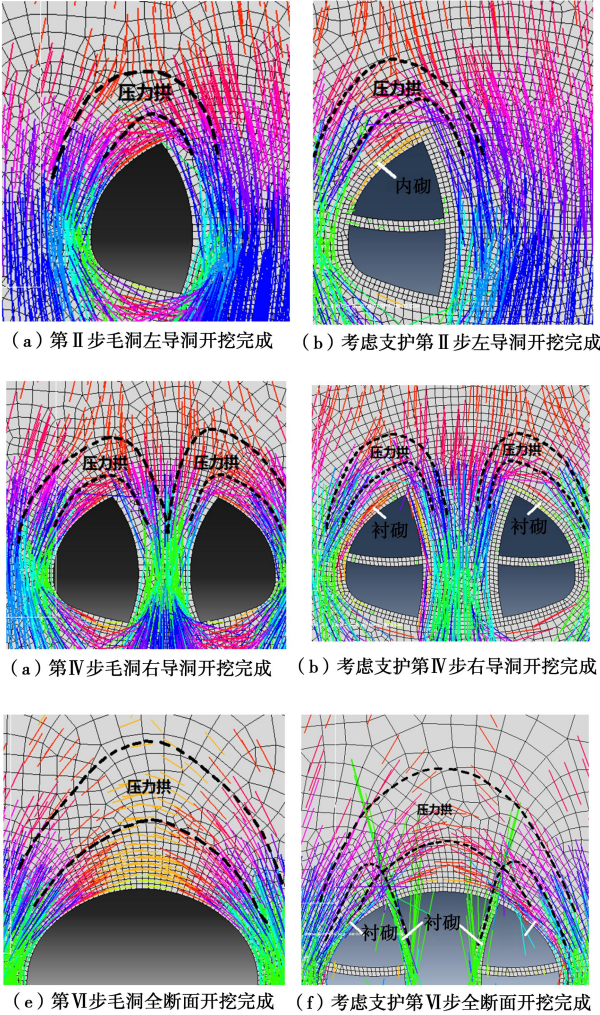 压力拱
压力拱
内砌
(a)第Ⅱ步毛洞左导洞开挖完成
(b)考虑支护第Ⅱ步左导洞开挖完成
压力拱
压力拱
压力拱
压力拱
衬砌
衬砌
(a)第Ⅳ步毛洞右导洞开挖完成
(b)考虑支护第Ⅳ步右导洞开挖完成
压力拱
压力拱
衬砌
衬砌
(e)第Ⅵ步毛洞全断面开挖完成
(f)考虑支护第Ⅵ步全断面开挖完成